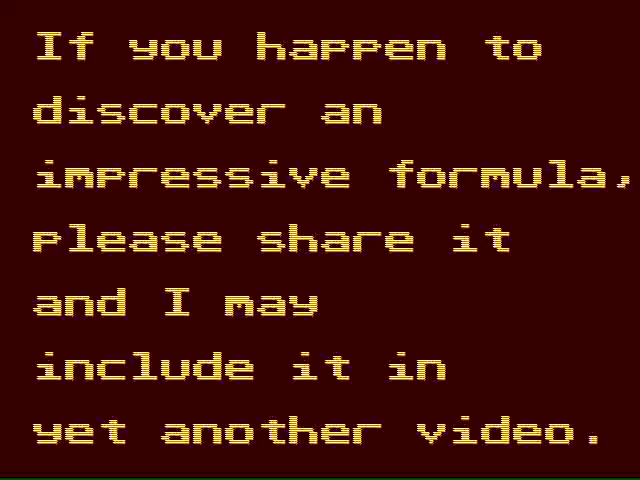 If you happen to
discover an
impressive formula,
please share it
and I may
include it in
yet another video.